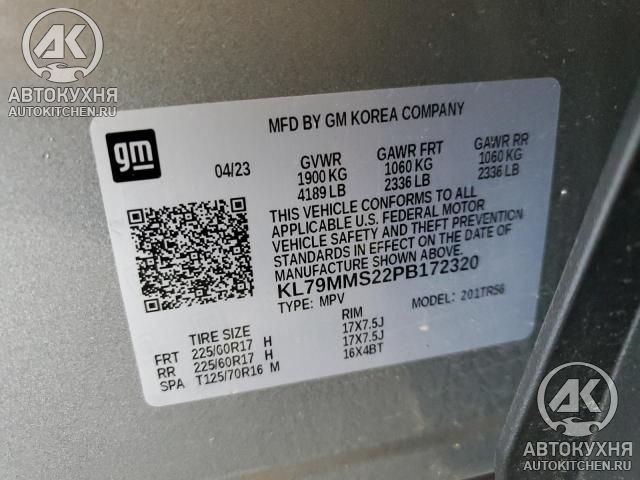 AK
АВТОКУХНЯ
AUTOKITCHEN.RU
MFD BY GM KOREA COMPANY
gm
04/23 GVWR GAWR FRT GAWR RR
1900 KG 1060 KG 1060 KG
4189 LB 2336 LB 2336 LB
THIS VEHICLE CONFORMS TO ALL
APPLICABLE U.S. FEDERAL MOTOR
VEHICLE SAFETY AND THEFT PREVENTION
STANDARDS IN EFFECT ON THE DATE OF
MANUFACTURE SHOWN ABOVE.
KL79MMS22PB172320
TYPE: MPV MODEL: 201TR56
TIRE SIZE RIM
FRT 225/60R17 H 17X7.5J
RR 225/60R17 H 17X7.5J
SPA T125/70R16 M 16X4BT
AK
АВТОКУХНЯ
AUTOKITCHEN.RU